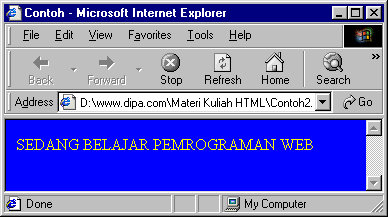 Contoh - Microsoft Internet Explorer
File Edit View Favorites Tools Help
Back Forward Stop Refresh Home Search
Address D:\www.dipa.com\Materi Kuliah HTML\Contoh2. Go
SEDANG BELAJAR PEMROGRAMAN WEB
Done My Computer